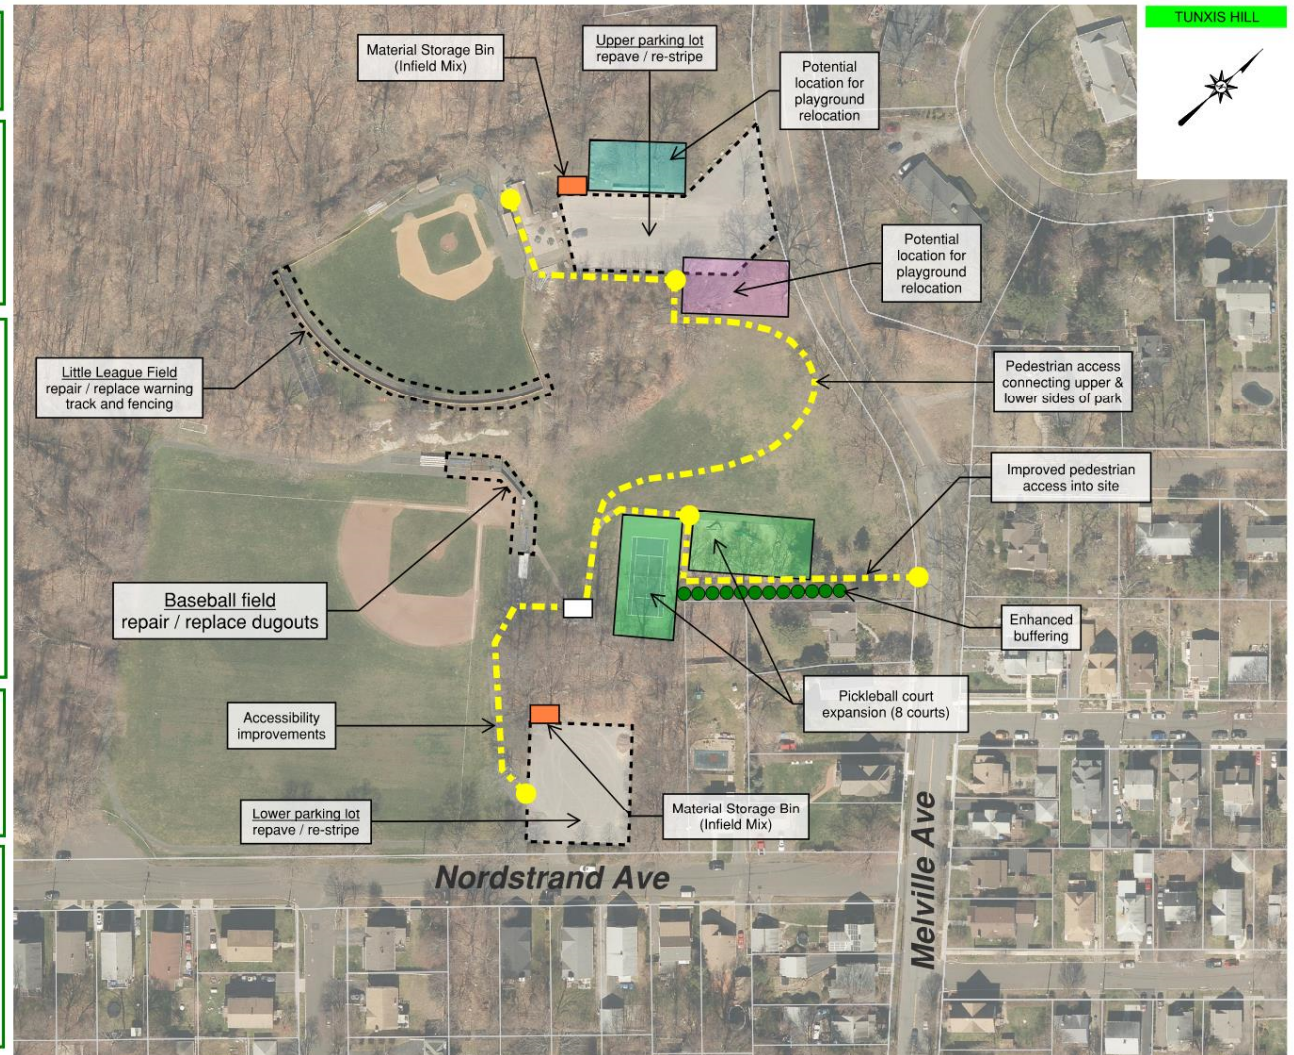 TUNXIS HILL
Material Storage Bin
(Infield Mix)
Upper parking lot
repave / re-stripe
Potential
location for
playground
relocation
Potential
location for
playground
relocation
Little League Field
repair / replace warning
track and fencing
Pedestrian access
connecting upper &
lower sides of park
Improved pedestrian
access into site
Baseball field
repair / replace dugouts
Enhanced
buffering
Pickleball court
expansion (8 courts)
Accessibility
improvements
Lower parking lot
repave / re-stripe
Material Storage Bin
(Infield Mix)
Nordstrand Ave
Melville Ave